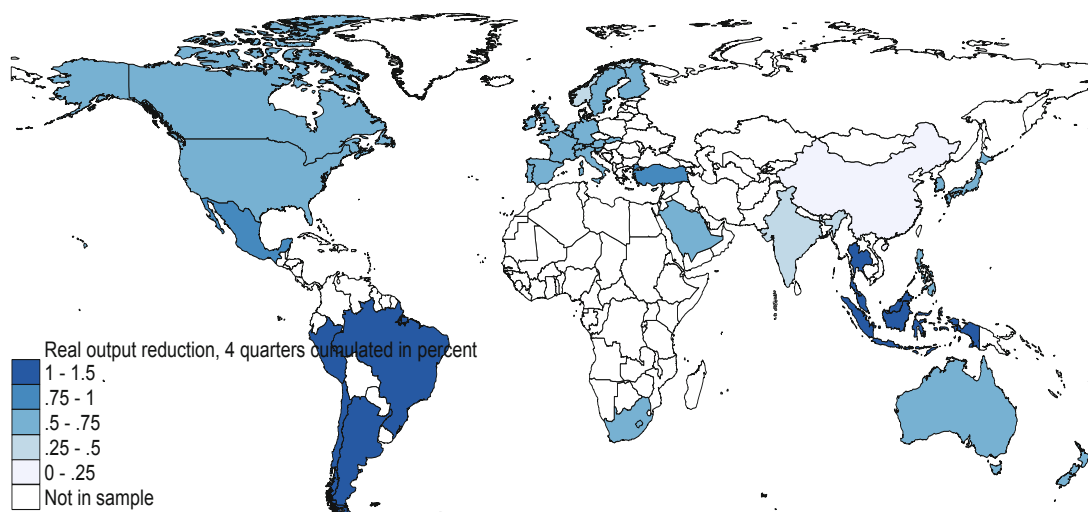 Real output reduction, 4 quarters cumulated in percent
1 - 1.5
.75 - 1
.5 - .75
.25 - .5
0 - .25
Not in sample